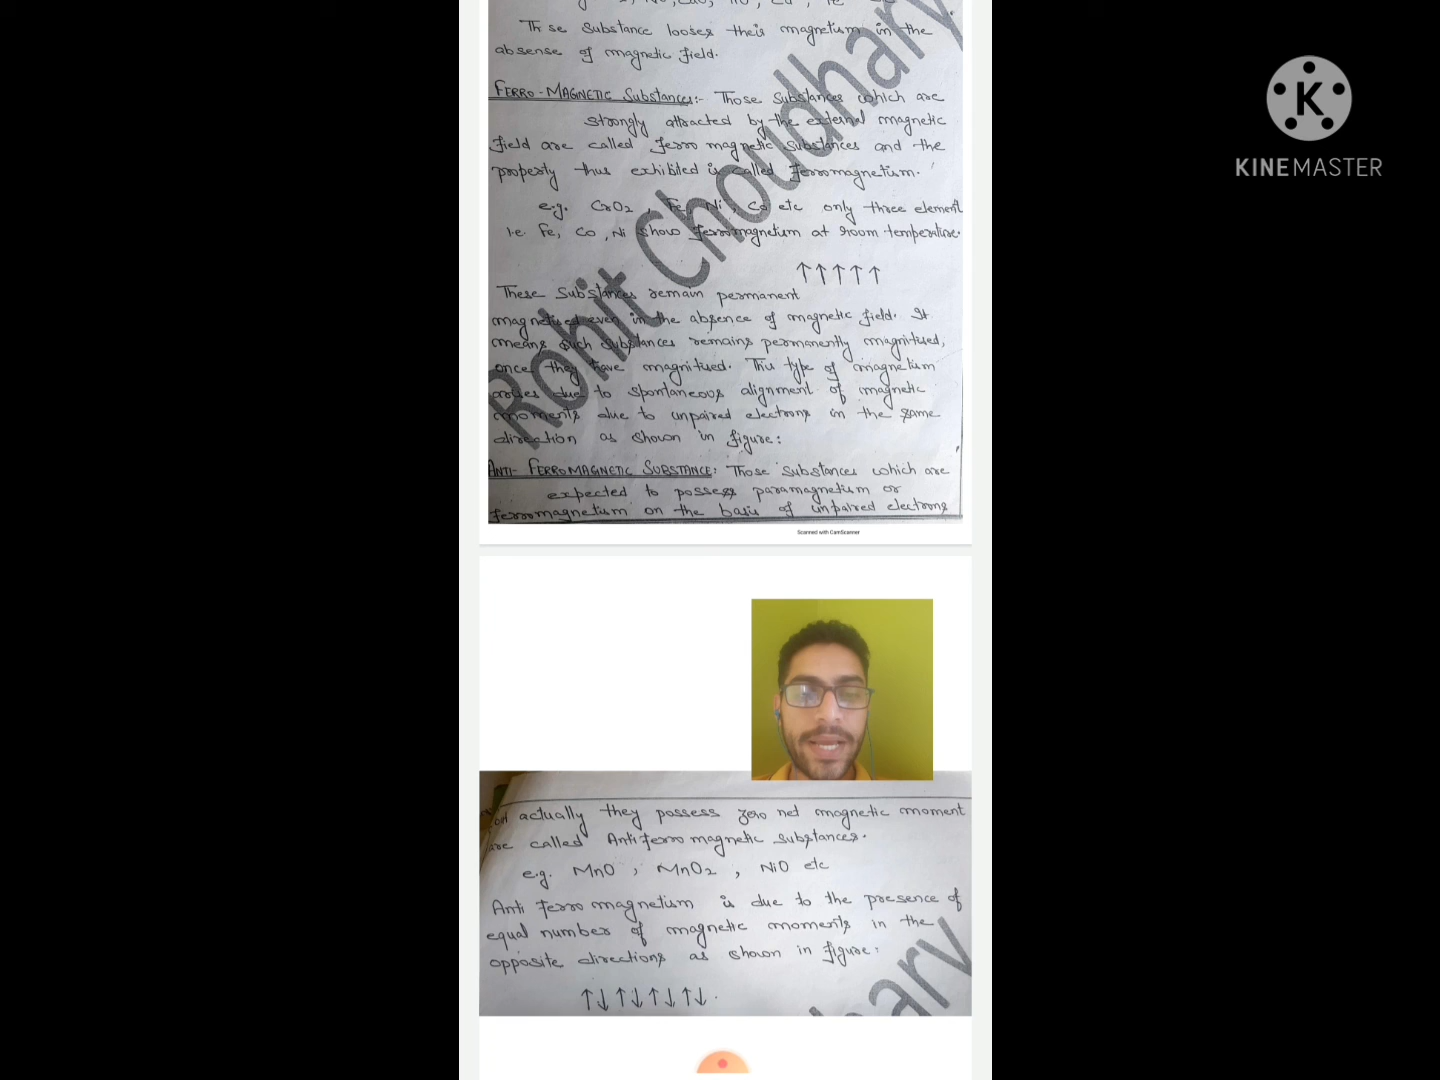 These Substance looses their magnetism in the
absense of magnetic field.
FERRO-MAGNETIC Substances:- Those Substances which are
strongly attracted by the external magnetic
field are called ferro magnetic substances and the
property thus exhibited is called ferromagnetism.
e.g. CrO2, Fe, Ni, Co etc only three element
i.e. Fe, Co, Ni show ferromagnetism at room temperature.
↑↑↑↑↑
These Substances remain permanent
magnetised even in the absence of magnetic field. It
means such substances remains permanently magnitised,
once they have magnitised. This type of magnetism
arises due to spontaneous alignment of magnetic
moments due to unpaired electrons in the same
direction as shown in figure:
ANTI-FERROMAGNETIC SUBSTANCE: Those substances which are
expected to possess paramagnetism or
ferromagnetism on the basis of unpaired electrons
Scanned with CamScanner
Rohit Choudhary
KINEMASTER
actually they possess zero net magnetic moment
are called Anti ferro magnetic substances.
e.g. MnO, MnO2, NiO etc
Anti ferro magnetism is due to the presence of
equal number of magnetic moments in the
opposite directions as shown in figure:
↑↓↑↓↑↓↑↓.